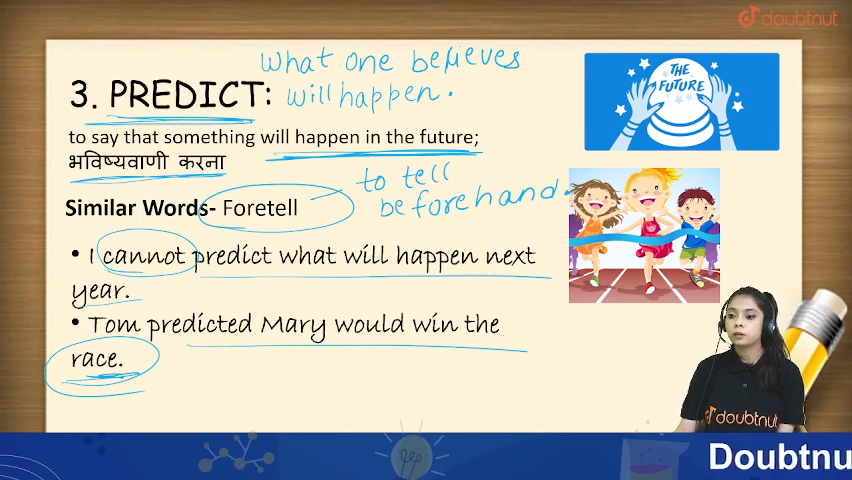 doubtnut
What one believes
3. PREDICT: will happen.
THE
FUTURE
to say that something will happen in the future;
भविष्यवाणी करना
to tell
beforehand.
Similar Words- Foretell
• I cannot predict what will happen next
year.
• Tom predicted Mary would win the
race.
doubtnut
Doubtnu